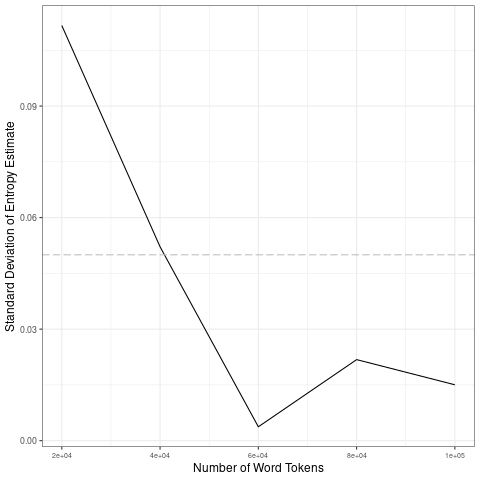 Standard Deviation of Entropy Estimate
0.09
0.06
0.03
0.00
2e+04 4e+04 6e+04 8e+04 1e+05
Number of Word Tokens